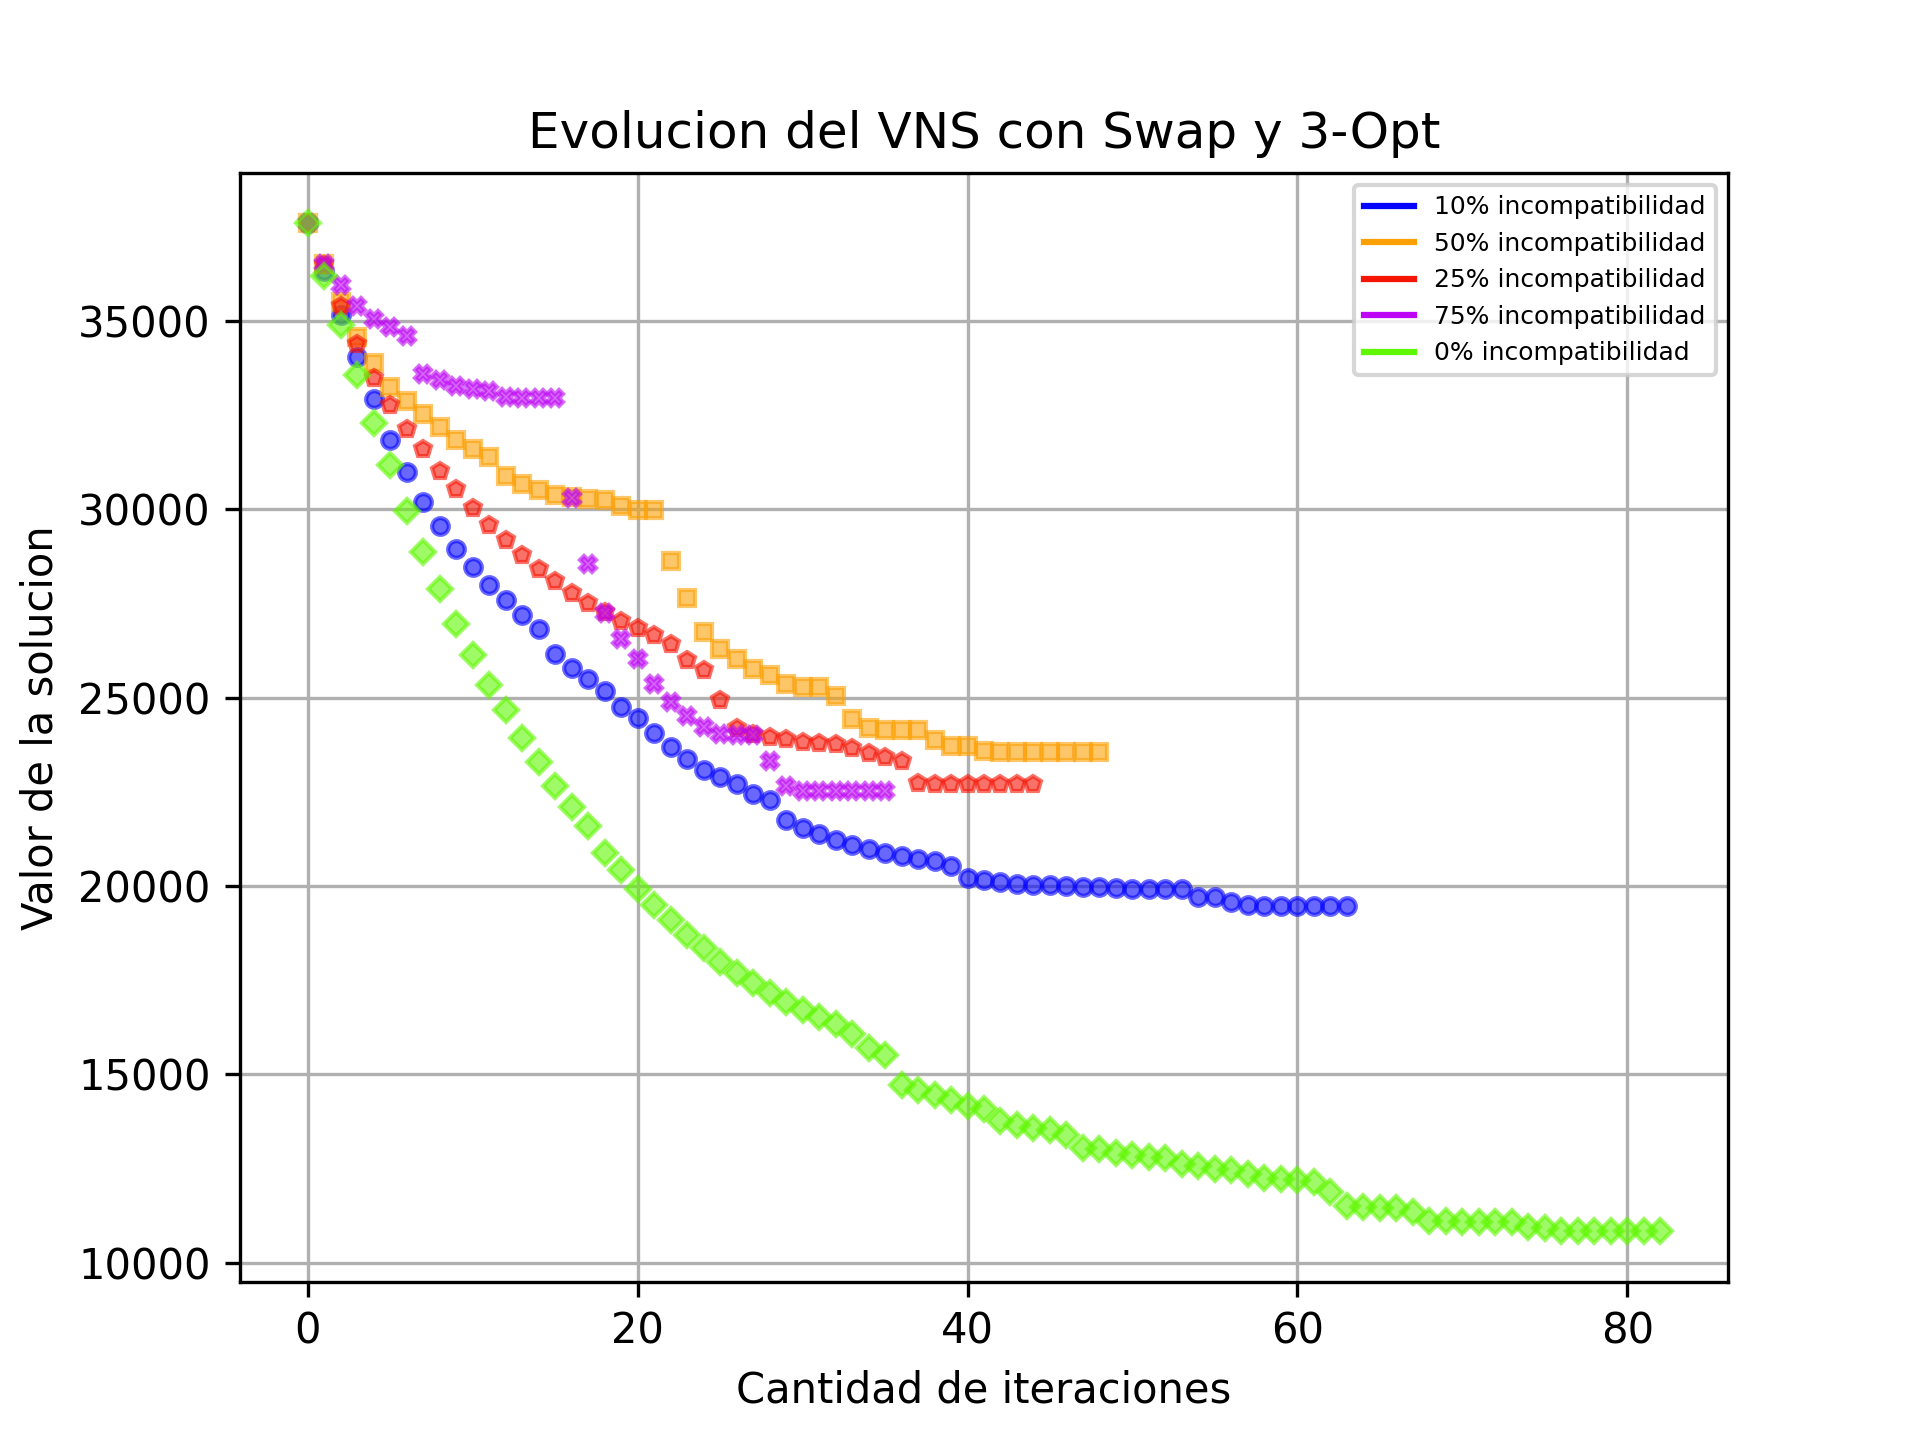 Evolucion del VNS con Swap y 3-Opt
10% incompatibilidad
50% incompatibilidad
25% incompatibilidad
75% incompatibilidad
0% incompatibilidad
Valor de la solucion
35000
30000
25000
20000
15000
10000
0 20 40 60 80
Cantidad de iteraciones